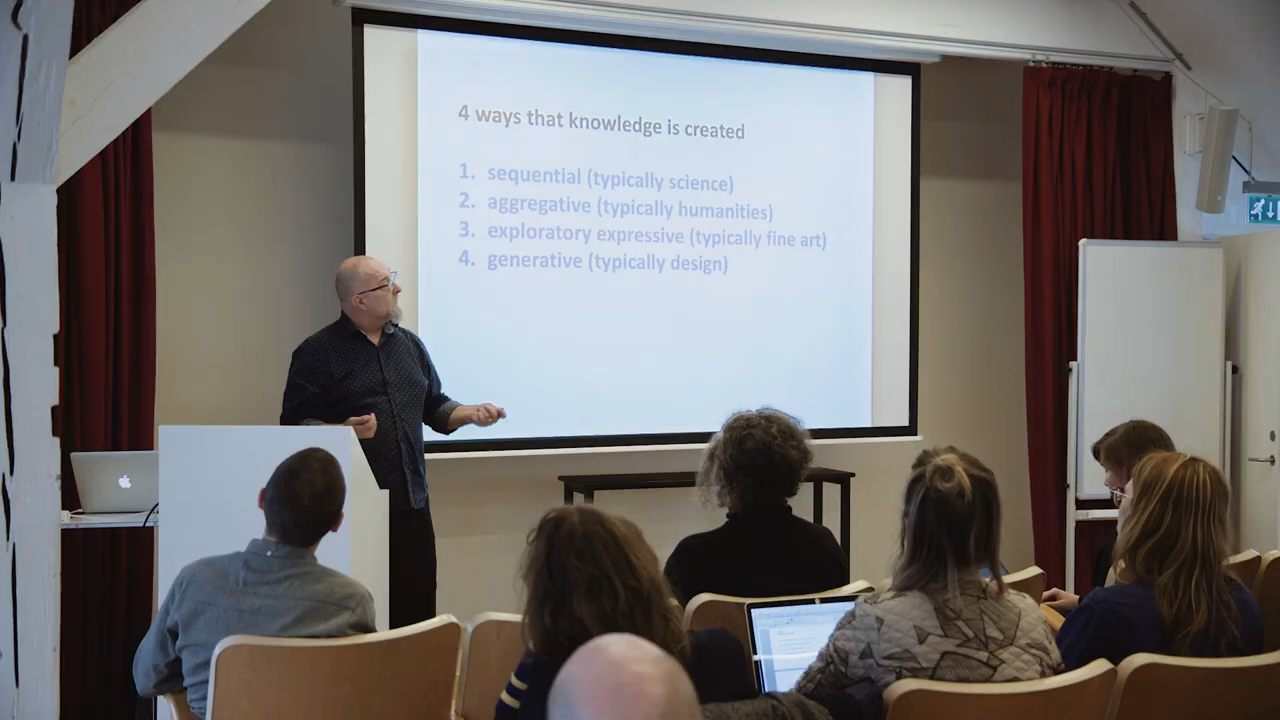 4 ways that knowledge is created
1. sequential (typically science)
2. aggregative (typically humanities)
3. exploratory expressive (typically fine art)
4. generative (typically design)